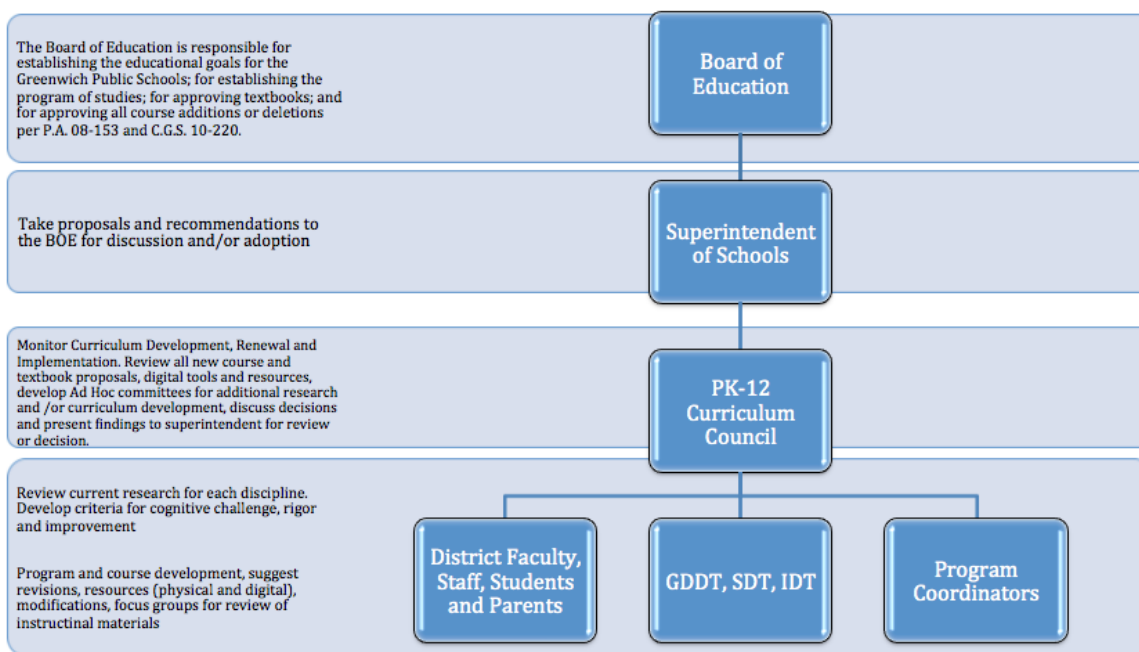 The Board of Education is responsible for
establishing the educational goals for the
Greenwich Public Schools; for establishing the
program of studies; for approving textbooks; and
for approving all course additions or deletions
per P.A. 08-153 and C.G.S. 10-220.
Board of
Education
Take proposals and recommendations to
the BOE for discussion and/or adoption
Superintendent
of Schools
Monitor Curriculum Development, Renewal and
Implementation. Review all new course and
textbook proposals, digital tools and resources,
develop Ad Hoc committees for additional research
and /or curriculum development, discuss decisions
and present findings to superintendent for review
or decision.
PK-12
Curriculum
Council
Review current research for each discipline.
Develop criteria for cognitive challenge, rigor
and improvement
Program and course development, suggest
revisions, resources (physical and digital),
modifications, focus groups for review of
instructinal materials
District Faculty,
Staff, Students
and Parents
GDDT, SDT, IDT
Program
Coordinators